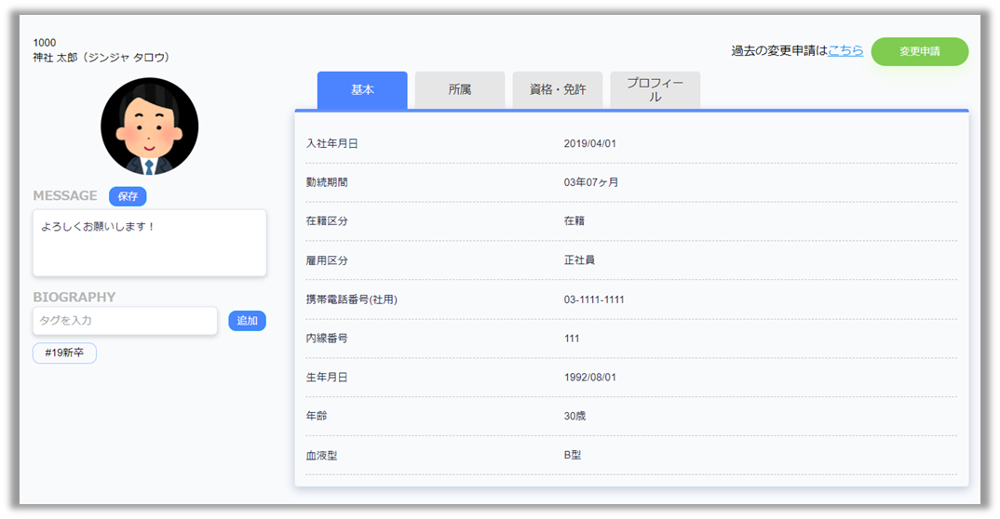 1000
神社 太郎（ジンジャ タロウ）
過去の変更申請はこちら 変更申請
MESSAGE 保存
よろしくお願いします！
BIOGRAPHY
タグを入力 追加
#19新卒
基本 所属 資格・免許 プロフィー
ル
入社年月日 2019/04/01
勤続期間 03年07ヶ月
在籍区分 在籍
雇用区分 正社員
携帯電話番号(社用) 03-1111-1111
内線番号 111
生年月日 1992/08/01
年齢 30歳
血液型 B型